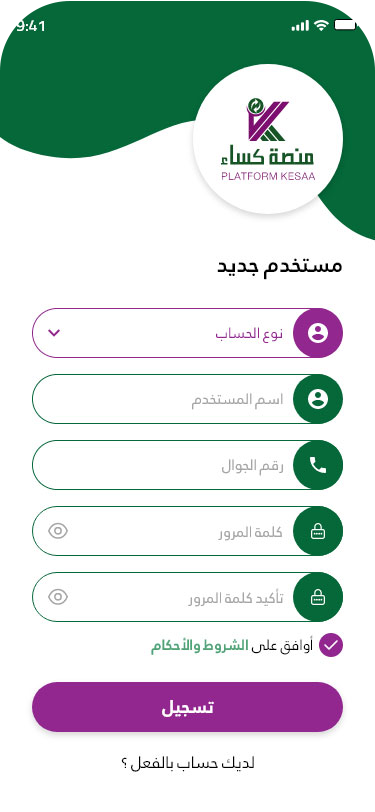 9:41
منصة كساء
PLATFORM KESAA
مستخدم جديد
نوع الحساب
اسم المستخدم
رقم الجوال
كلمة المرور
تأكيد كلمة المرور
أوافق على الشروط والأحكام
تسجيل
لديك حساب بالفعل ؟